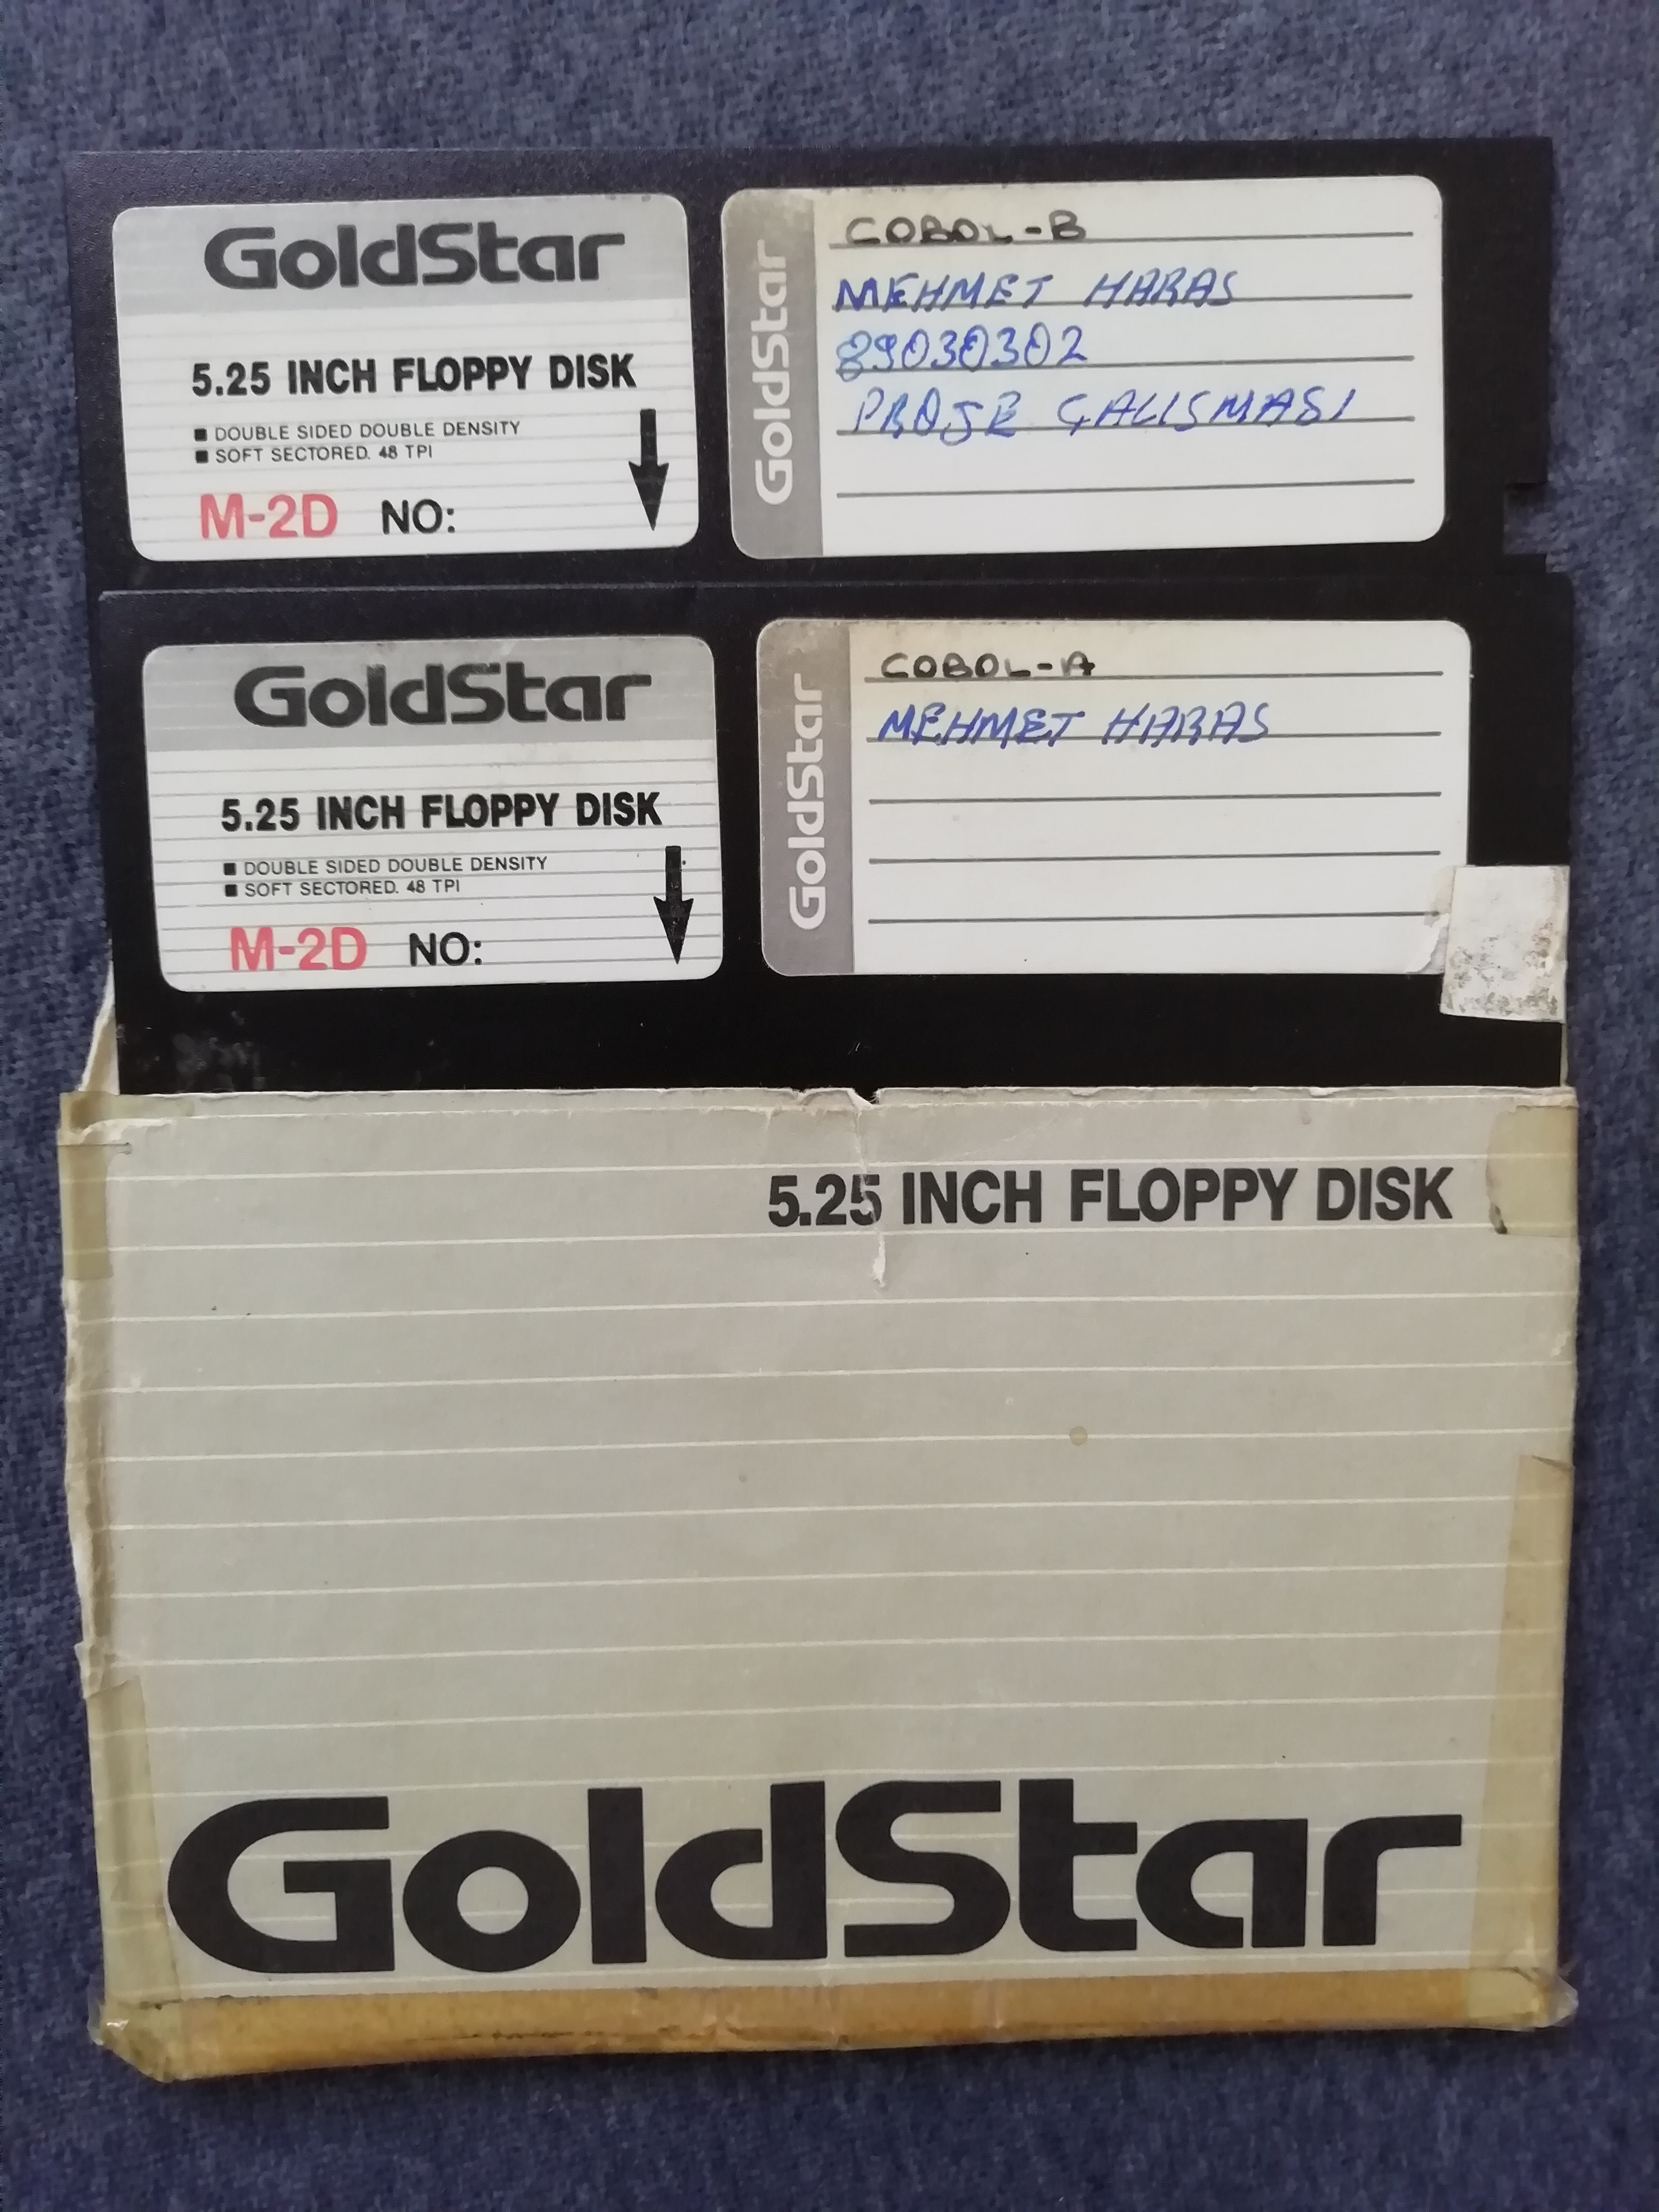 GoldStar
5.25 INCH FLOPPY DISK
■ DOUBLE SIDED DOUBLE DENSITY
■ SOFT SECTORED. 48 TPI
M-2D NO:
GoldStar
COBOL-B
MEHMET HARAS
89030302
PROJE ÇALISMASI
GoldStar
5.25 INCH FLOPPY DISK
■ DOUBLE SIDED DOUBLE DENSITY
■ SOFT SECTORED. 48 TPI
M-2D NO:
GoldStar
COBOL-A
MEHMET HARAS
5.25 INCH FLOPPY DISK
GoldStar